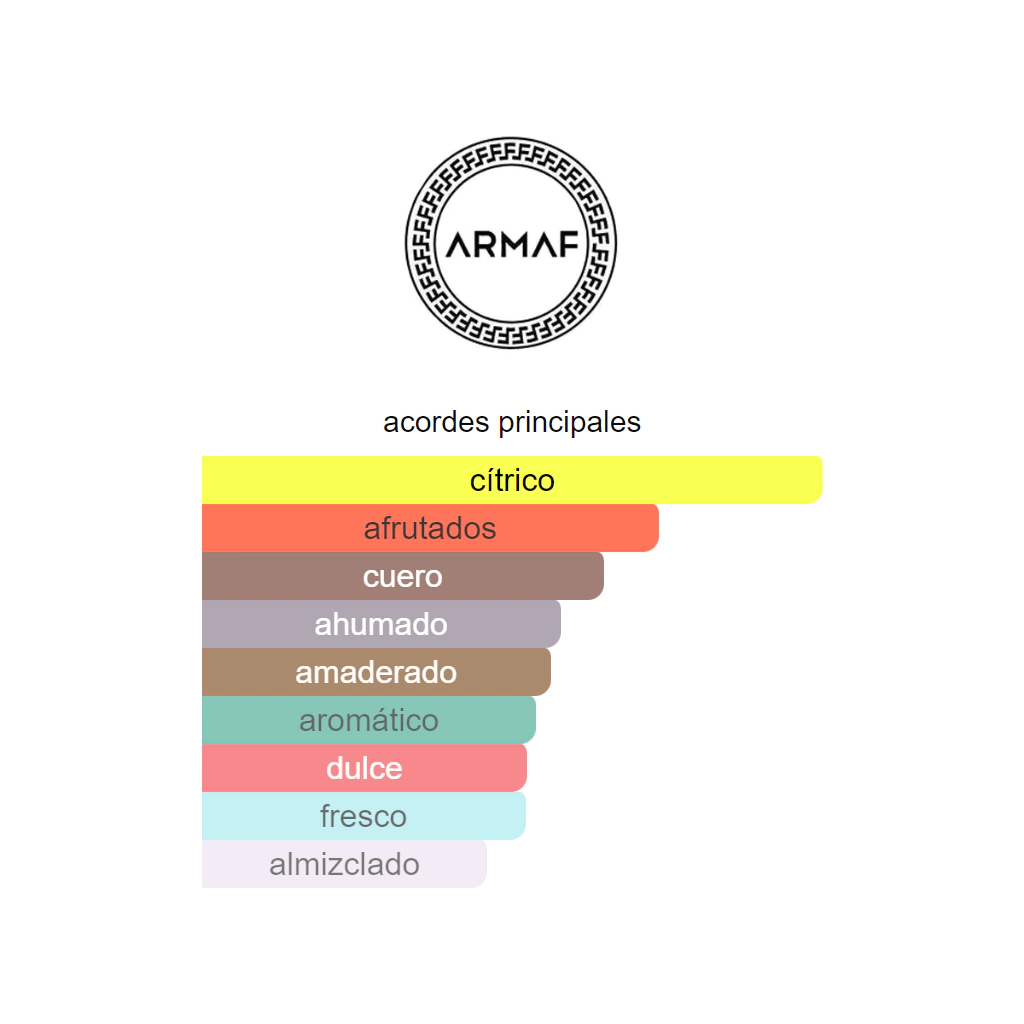 ARMAF
acordes principales
cítrico
afrutados
cuero
ahumado
amaderado
aromático
dulce
fresco
almizclado